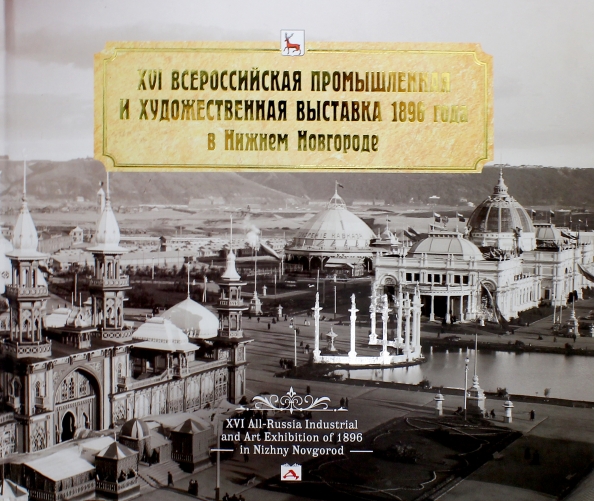 XVI ВСЕРОССИЙСКАЯ ПРОМЫШЛЕННАЯ
И ХУДОЖЕСТВЕННАЯ ВЫСТАВКА 1896 ГОДА
В НИЖНЕМ НОВГОРОДЕ
XVI All-Russia Industrial
and Art Exhibition of 1896
in Nizhny Novgorod